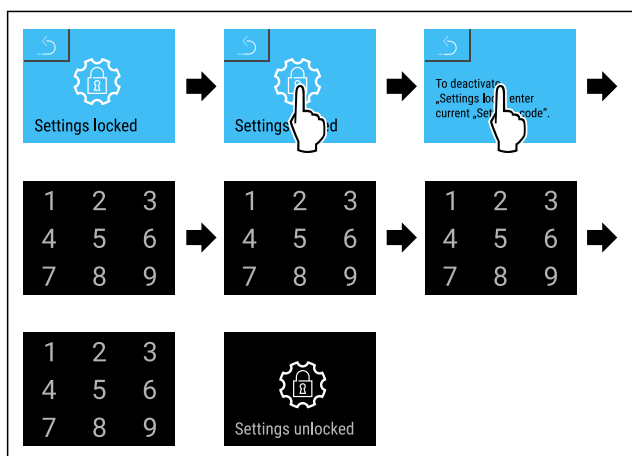 Settings locked
Settings
To deactivate
„Settings enter
current code".
1 2 3
4 5 6
7 8 9
1 2 3
4 5 6
7 8 9
1 2 3
4 5 6
7 8 9
1 2 3
4 5 6
7 8 9
Settings unlocked